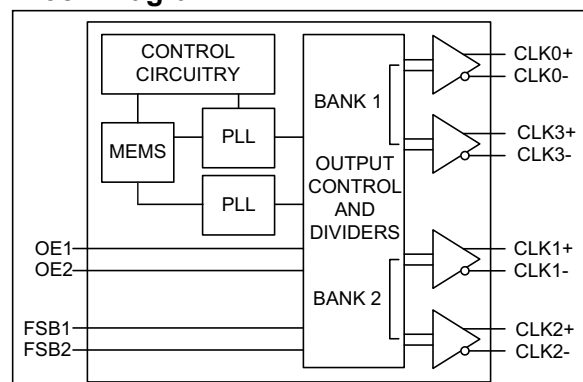 CONTROL
CIRCUITRY
MEMS
PLL
PLL
BANK 1
OUTPUT
CONTROL
AND
DIVIDERS
BANK 2
OE1
OE2
FSB1
FSB2
CLK0+
CLK0-
CLK3+
CLK3-
CLK1+
CLK1-
CLK2+
CLK2-